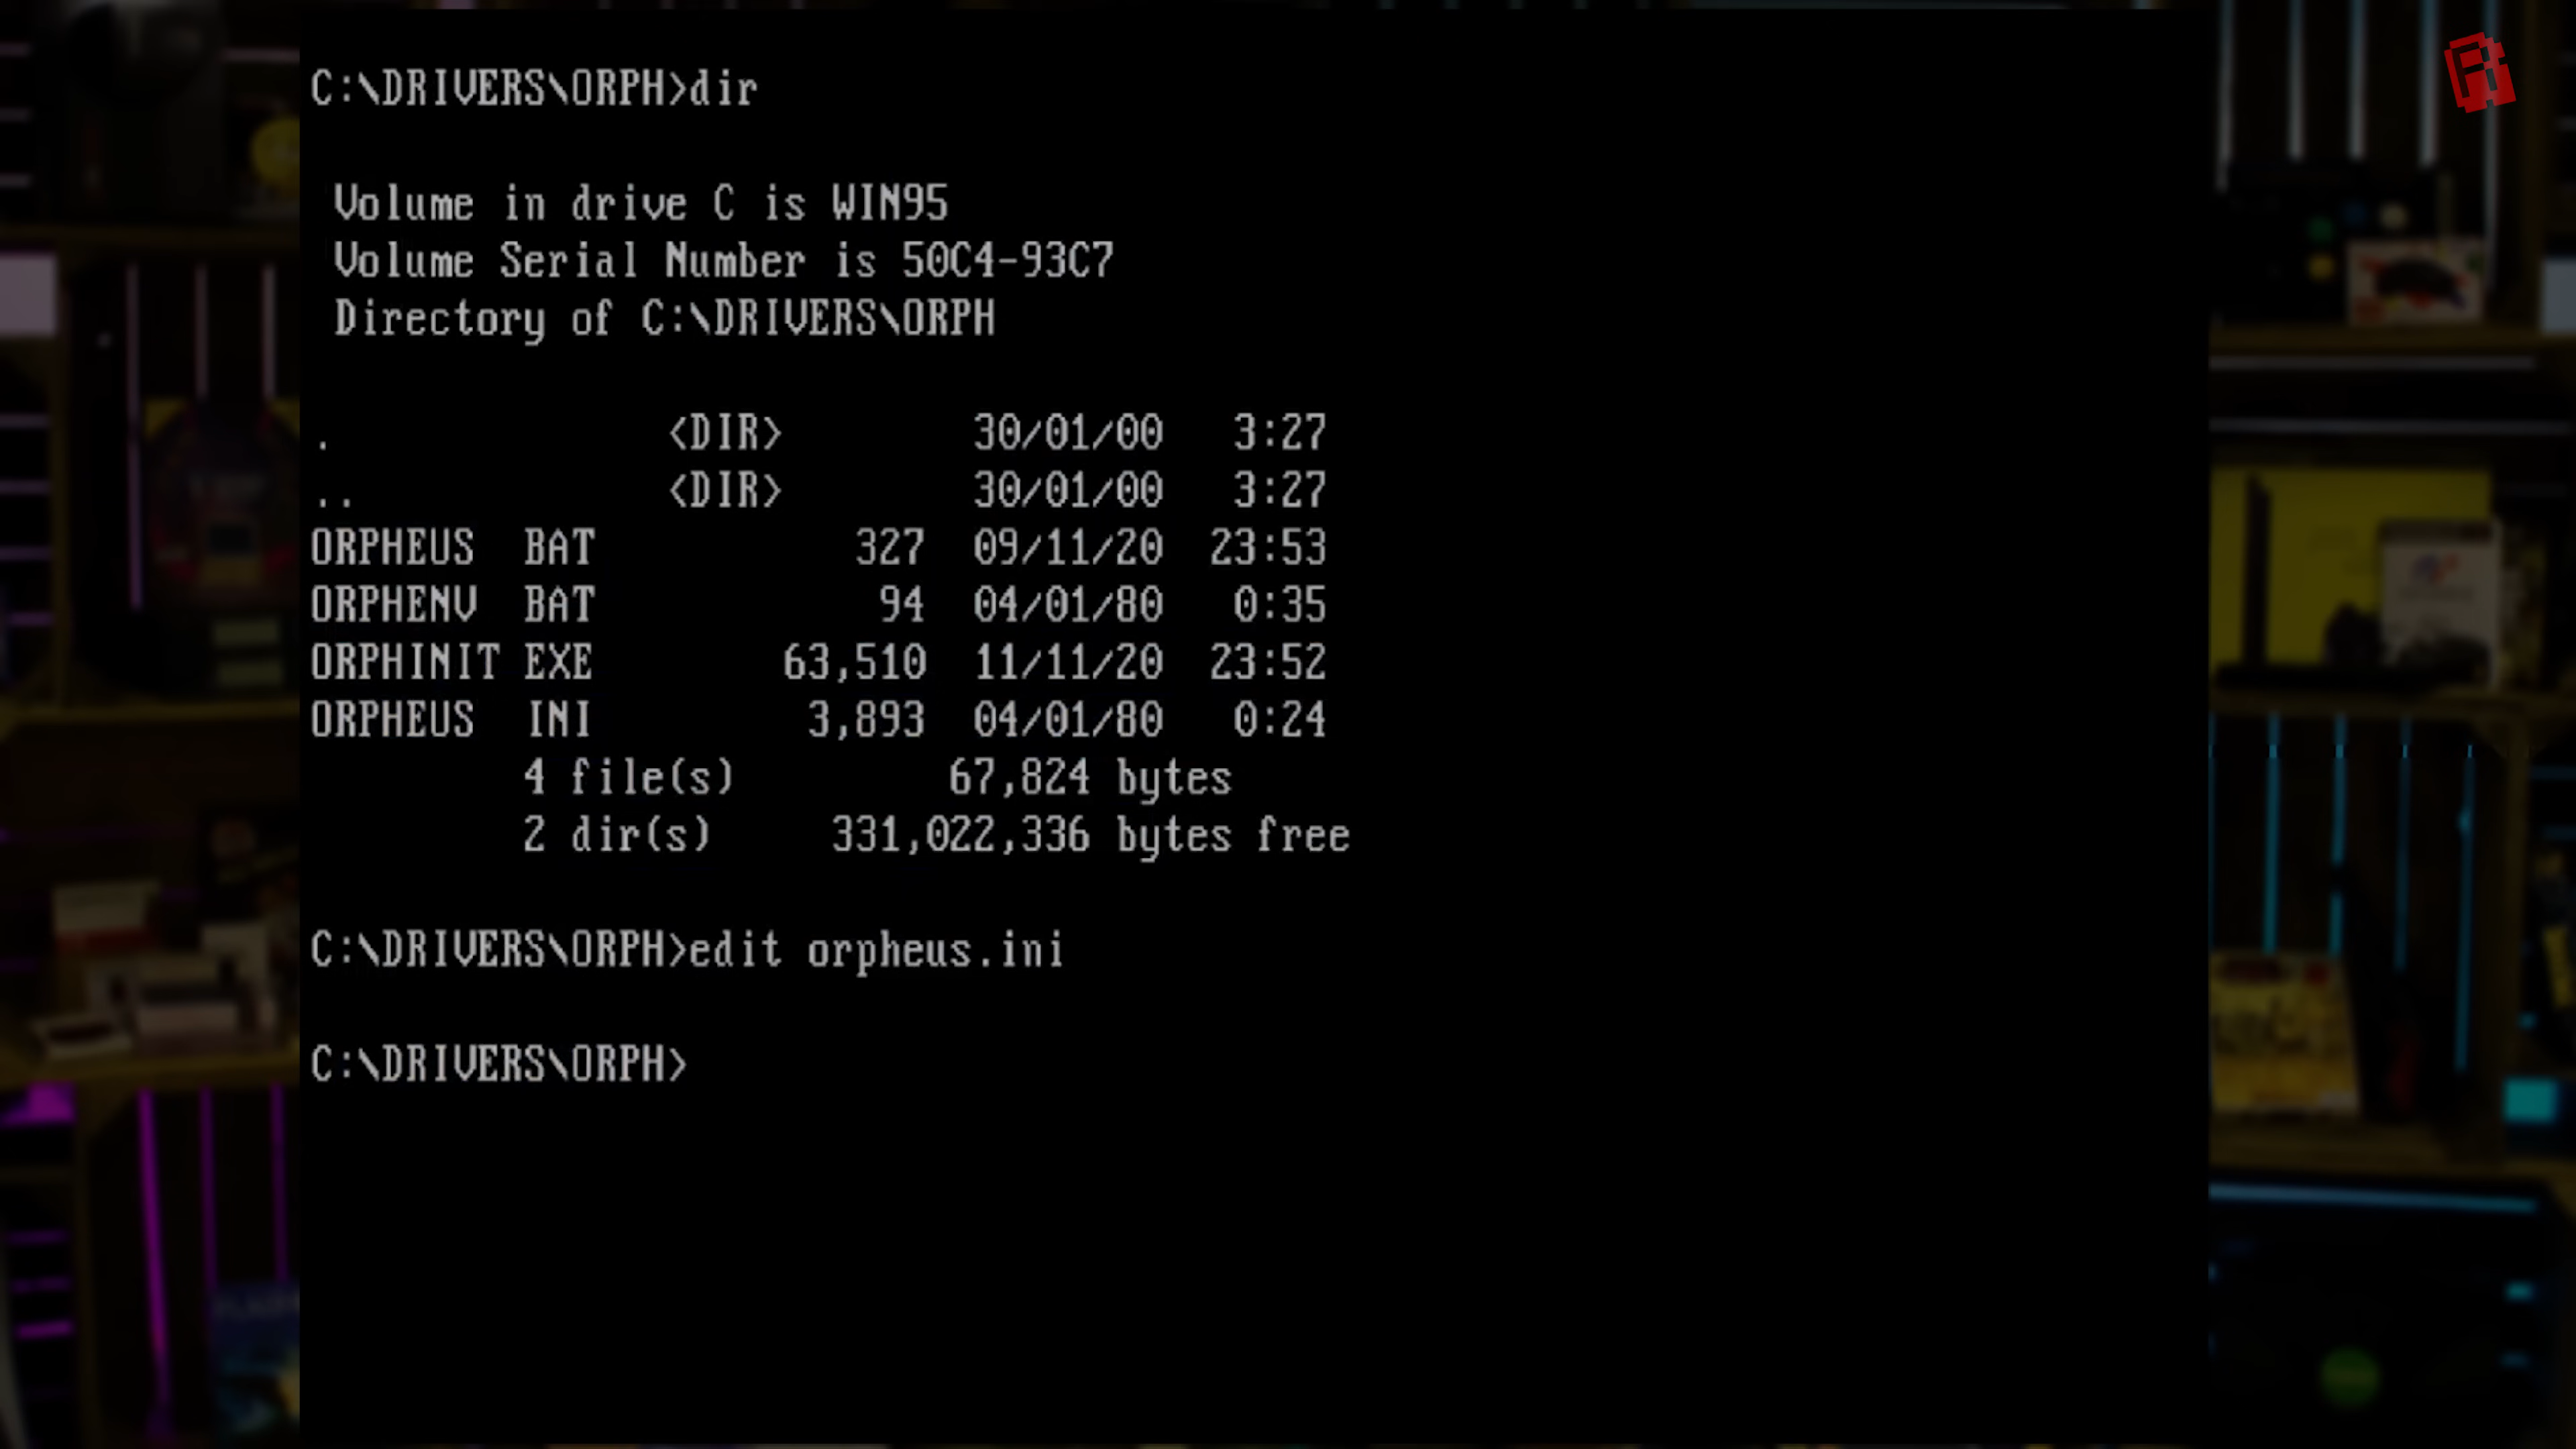 C:\DRIVERS\ORPH>dir
Volume in drive C is WIN95
Volume Serial Number is 50C4-93C7
Directory of C:\DRIVERS\ORPH
. <DIR> 30/01/00 3:27
.. <DIR> 30/01/00 3:27
ORPHEUS BAT 327 09/11/20 23:53
ORPHENV BAT 94 04/01/80 0:35
ORPHINIT EXE 63,510 11/11/20 23:52
ORPHEUS INI 3,893 04/01/80 0:24
4 file(s) 67,824 bytes
2 dir(s) 331,022,336 bytes free
C:\DRIVERS\ORPH>edit orpheus.ini
C:\DRIVERS\ORPH>